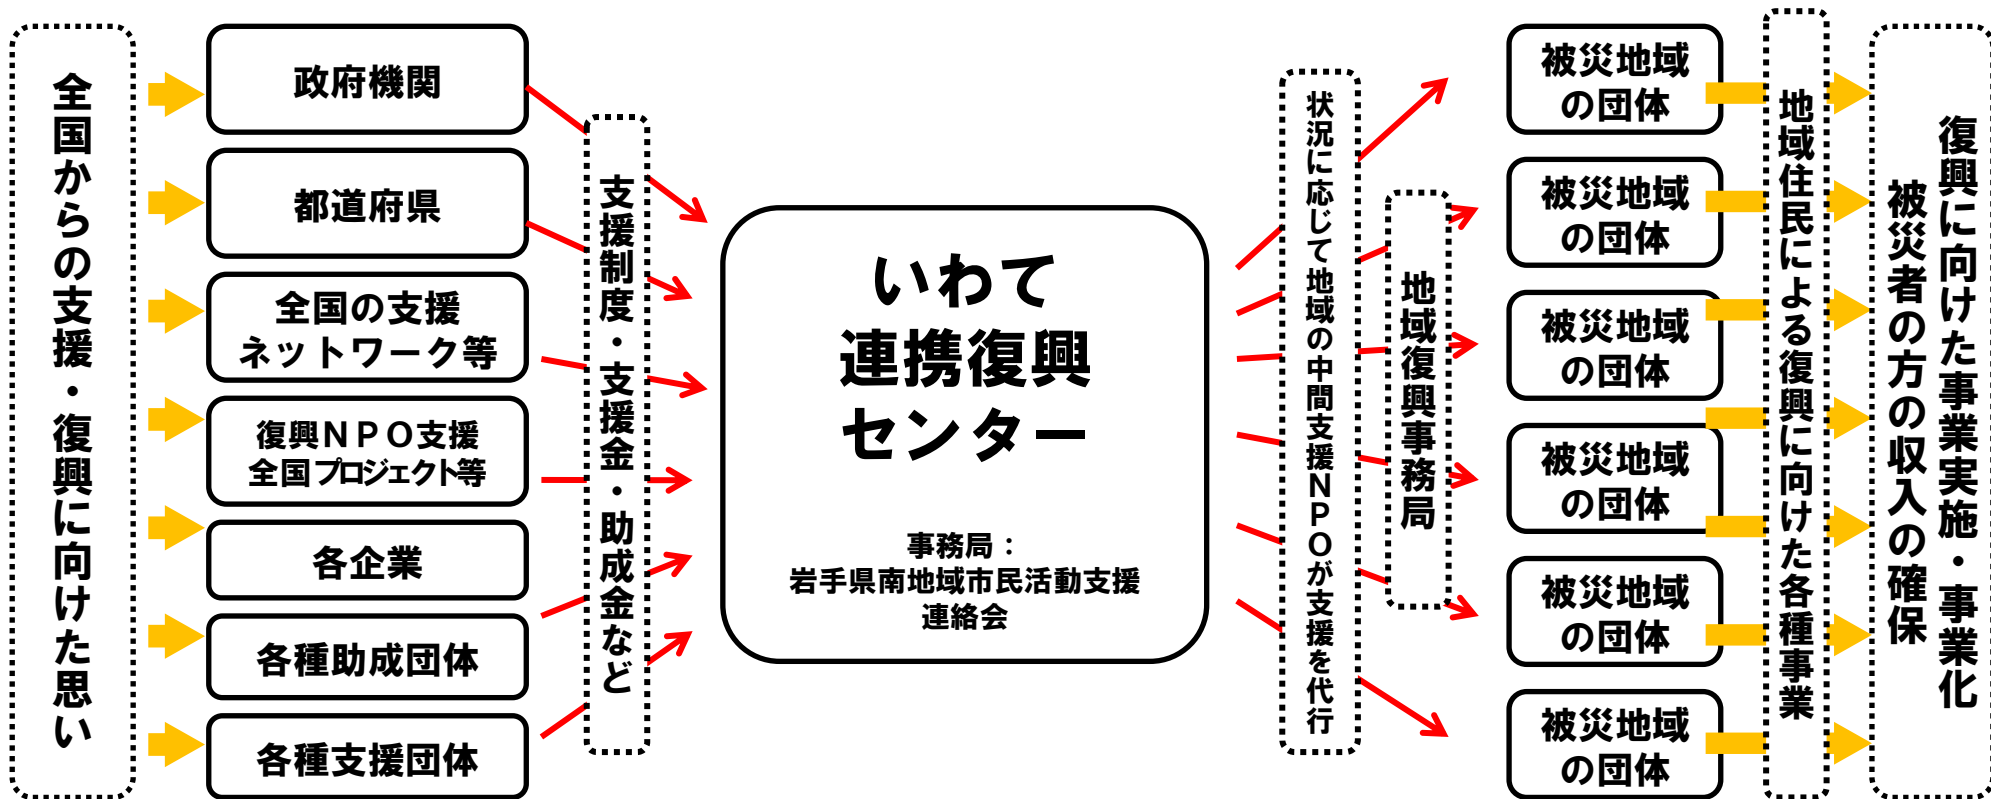 全国からの支援・復興に向けた思い
政府機関
都道府県
全国の支援
ネットワーク等
復興ＮＰＯ支援
全国プロジェクト等
各企業
各種助成団体
各種支援団体
支援制度・支援金・助成金など
いわて
連携復興
センター
事務局：
岩手県南地域市民活動支援
連絡会
状況に応じて地域の中間支援ＮＰＯが支援を代行
地域復興事務局
被災地域
の団体
被災地域
の団体
被災地域
の団体
被災地域
の団体
被災地域
の団体
被災地域
の団体
地域住民による復興に向けた各種事業
復興に向けた事業実施・事業化
被災者の方の収入の確保